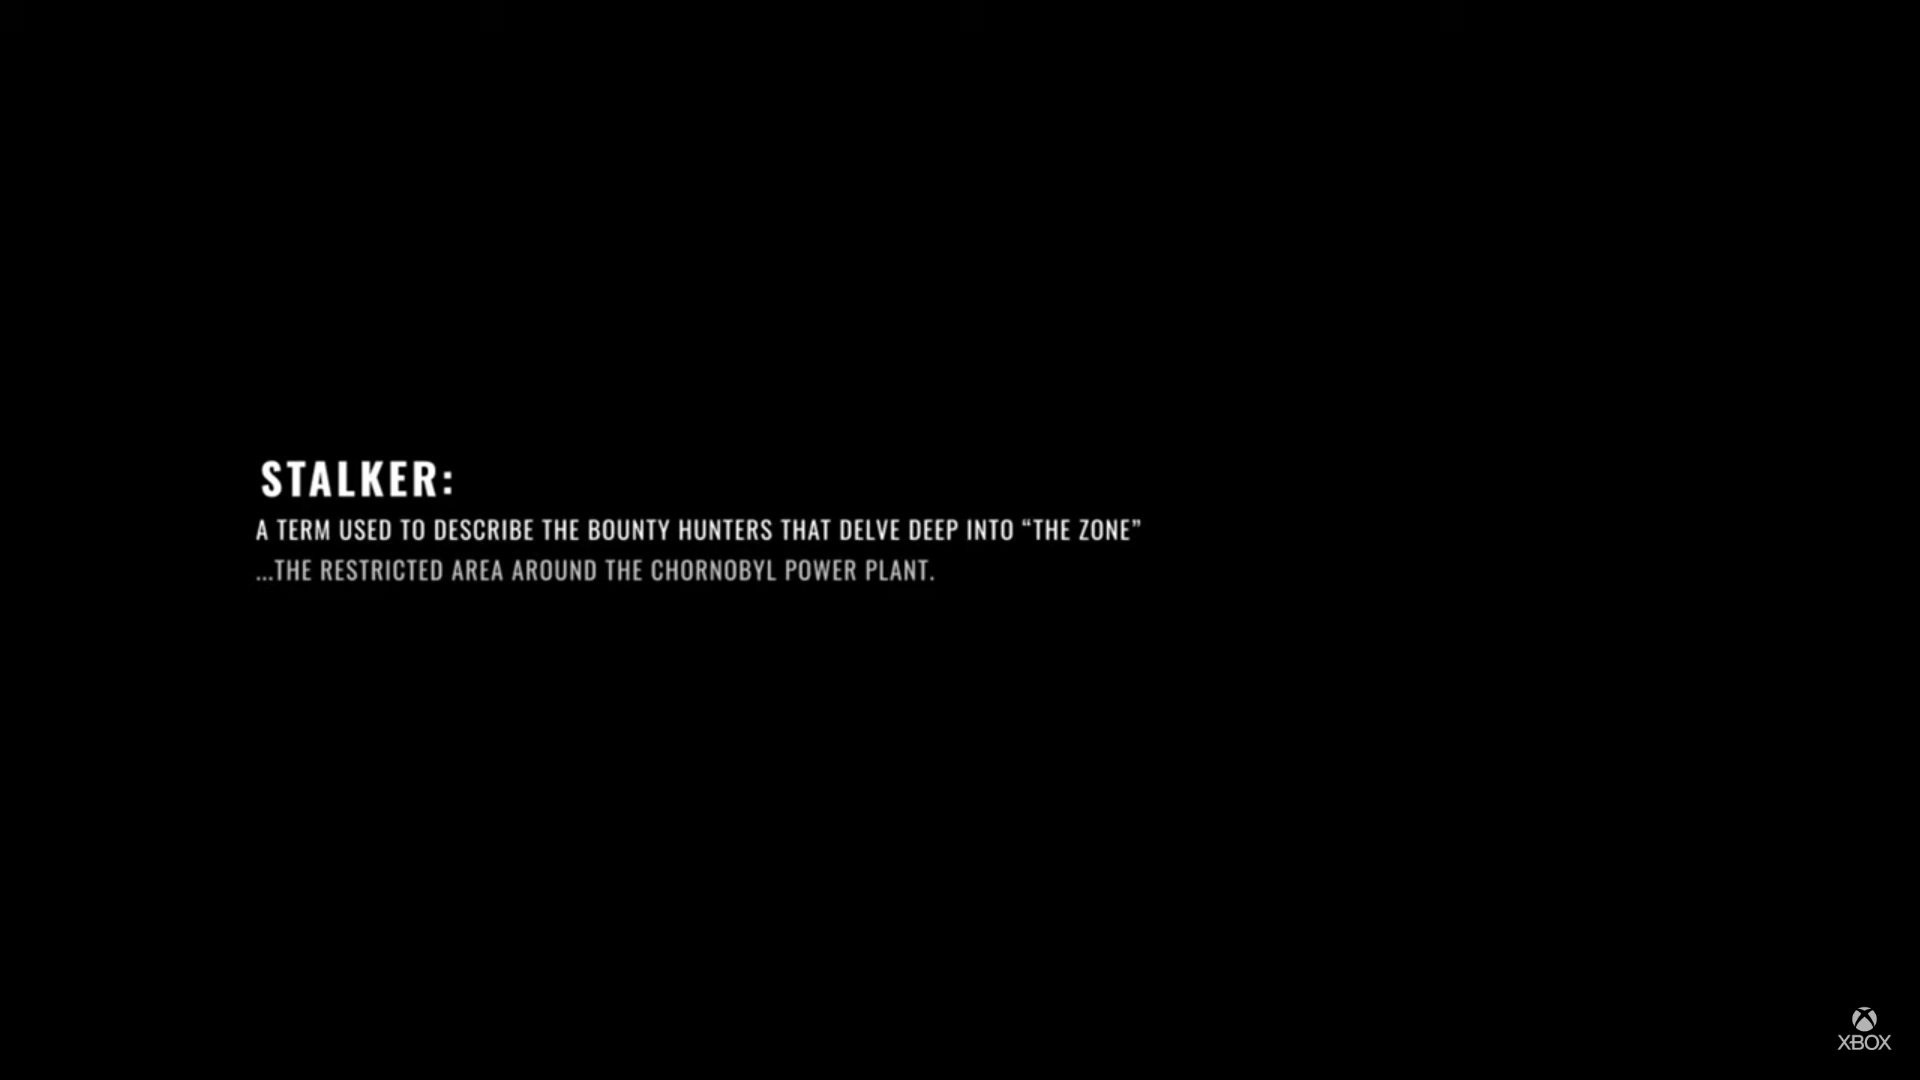 STALKER:
A TERM USED TO DESCRIBE THE BOUNTY HUNTERS THAT DELVE DEEP INTO “THE ZONE”
...THE RESTRICTED AREA AROUND THE CHORNOBYL POWER PLANT.
XBOX